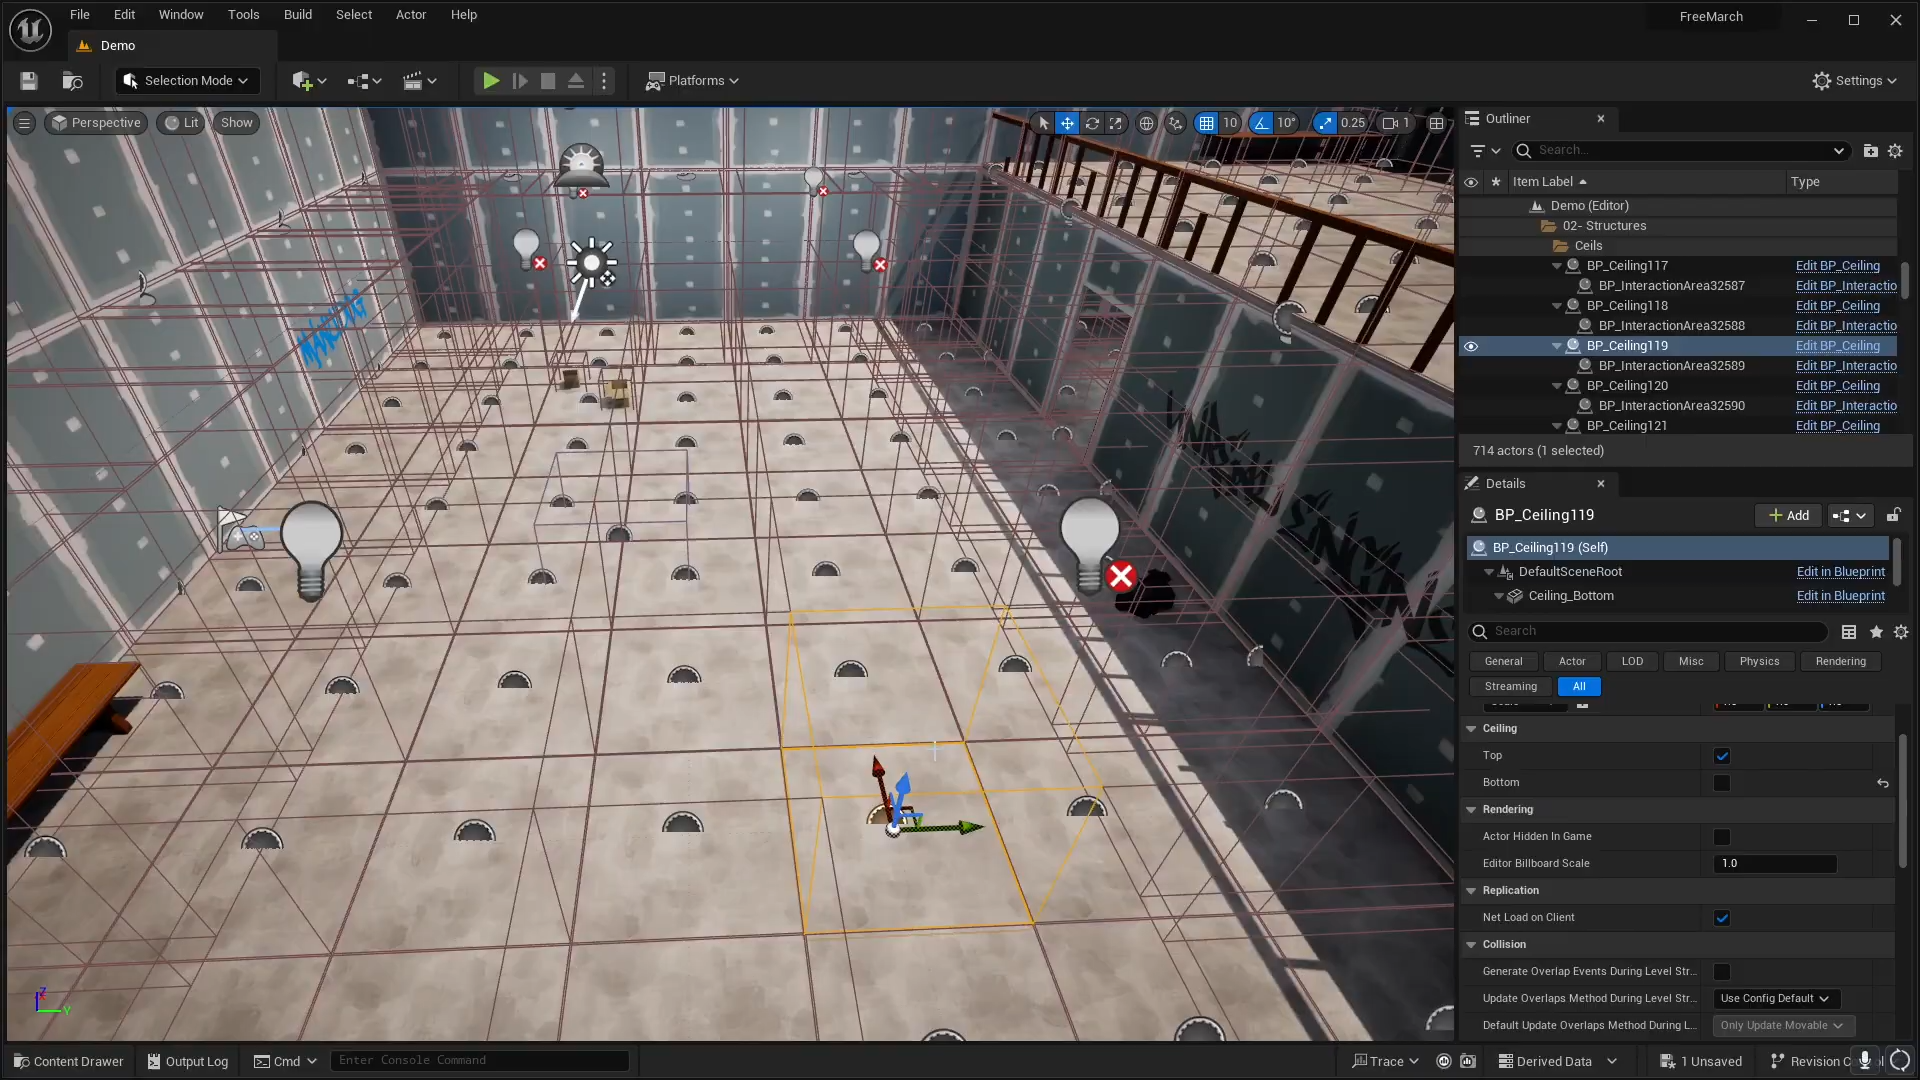 File Edit Window Tools Build Select Actor Help
FreeMarch
Demo
Selection Mode
Platforms
Settings
Perspective Lit Show
10 10° 0.25 1
Outliner
Search...
Item Label Type
Demo (Editor)
02- Structures
Ceils
BP_Ceiling117 Edit BP_Ceiling
BP_InteractionArea32587 Edit BP_Interactio
BP_Ceiling118 Edit BP_Ceiling
BP_InteractionArea32588 Edit BP_Interactio
BP_Ceiling119 Edit BP_Ceiling
BP_InteractionArea32589 Edit BP_Interactio
BP_Ceiling120 Edit BP_Ceiling
BP_InteractionArea32590 Edit BP_Interactio
BP_Ceiling121 Edit BP_Ceiling
714 actors (1 selected)
Details
BP_Ceiling119
Add
BP_Ceiling119 (Self)
DefaultSceneRoot Edit in Blueprint
Ceiling_Bottom Edit in Blueprint
Search
General Actor LOD Misc Physics Rendering
Streaming All
Ceiling
Top
Bottom
Rendering
Actor Hidden In Game
Editor Billboard Scale 1.0
Replication
Net Load on Client
Collision
Generate Overlap Events During Level Str...
Update Overlaps Method During Level Str... Use Config Default
Default Update Overlaps Method During L... Only Update Movable
Z
Y
Content Drawer Output Log Cmd Enter Console Command
Trace Derived Data 1 Unsaved Revision